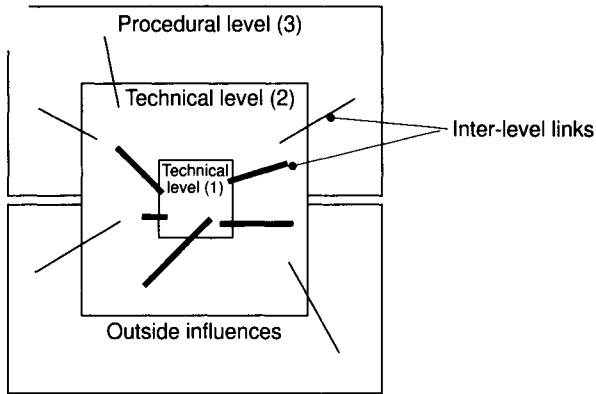 Procedural level (3)
Technical level (2)
Inter-level links
Technical
level (1)
Outside influences